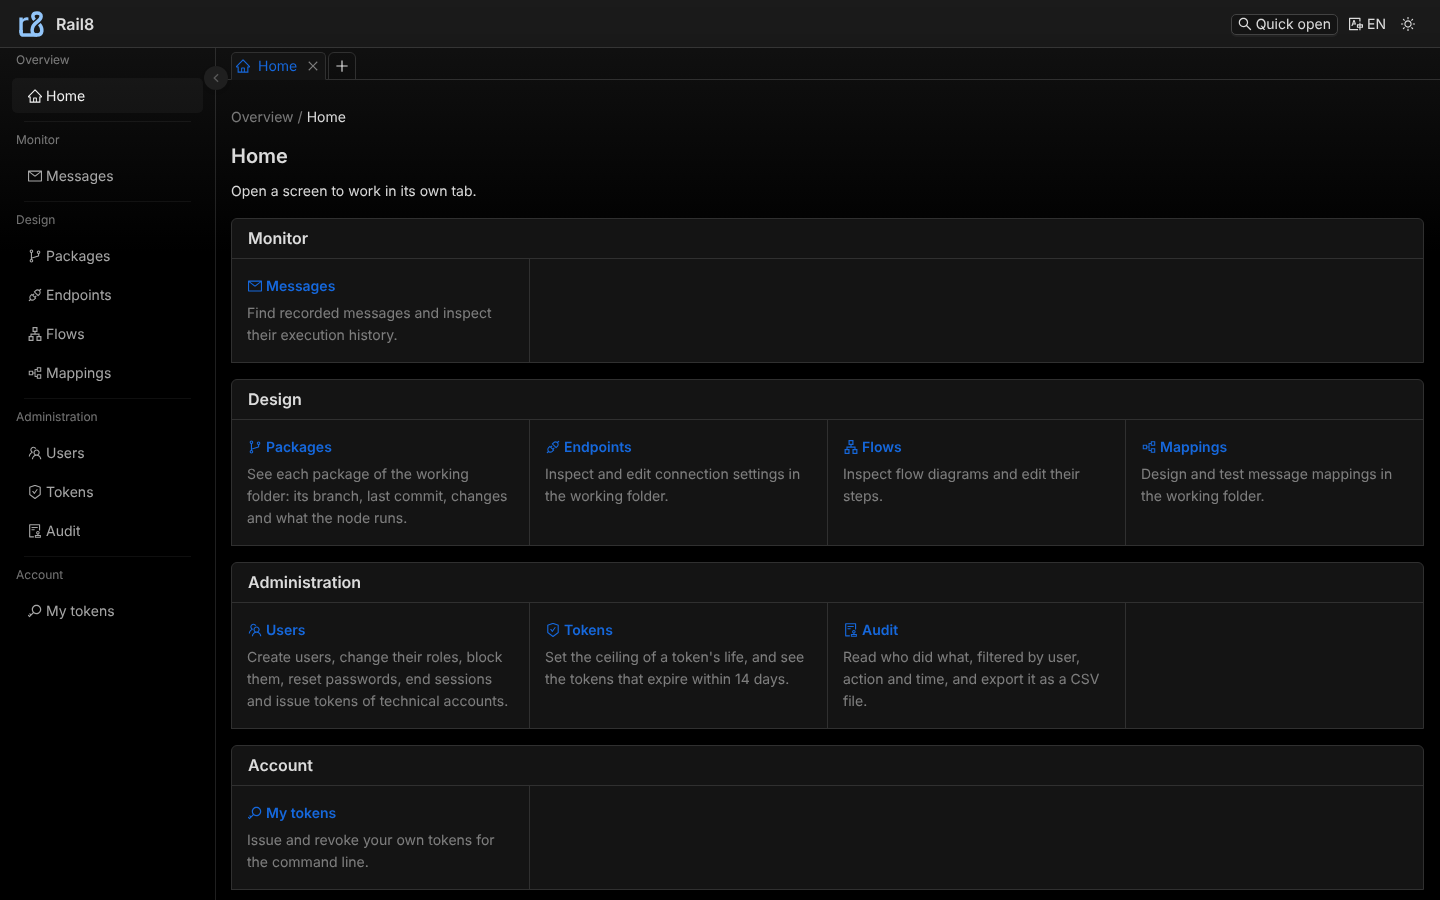 r8 Rail8
Quick open
EN
Overview
Home
Monitor
Messages
Design
Packages
Endpoints
Flows
Mappings
Administration
Users
Tokens
Audit
Account
My tokens
Home
Overview / Home
Home
Open a screen to work in its own tab.
Monitor
Messages
Find recorded messages and inspect
their execution history.
Design
Packages
See each package of the working
folder: its branch, last commit, changes
and what the node runs.
Endpoints
Inspect and edit connection settings in
the working folder.
Flows
Inspect flow diagrams and edit their
steps.
Mappings
Design and test message mappings in
the working folder.
Administration
Users
Create users, change their roles, block
them, reset passwords, end sessions
and issue tokens of technical accounts.
Tokens
Set the ceiling of a token's life, and see
the tokens that expire within 14 days.
Audit
Read who did what, filtered by user,
action and time, and export it as a CSV
file.
Account
My tokens
Issue and revoke your own tokens for
the command line.